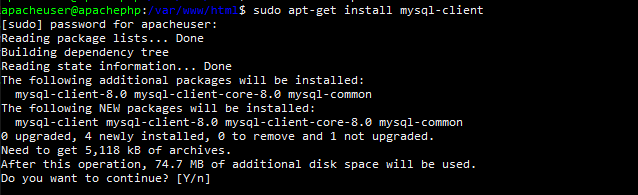 apacheuser@apachephp:/var/www/html$ sudo apt-get install mysql-client
[sudo] password for apacheuser:
Reading package lists... Done
Building dependency tree
Reading state information... Done
The following additional packages will be installed:
  mysql-client-8.0 mysql-client-core-8.0 mysql-common
The following NEW packages will be installed:
  mysql-client mysql-client-8.0 mysql-client-core-8.0 mysql-common
0 upgraded, 4 newly installed, 0 to remove and 1 not upgraded.
Need to get 5,118 kB of archives.
After this operation, 74.7 MB of additional disk space will be used.
Do you want to continue? [Y/n]